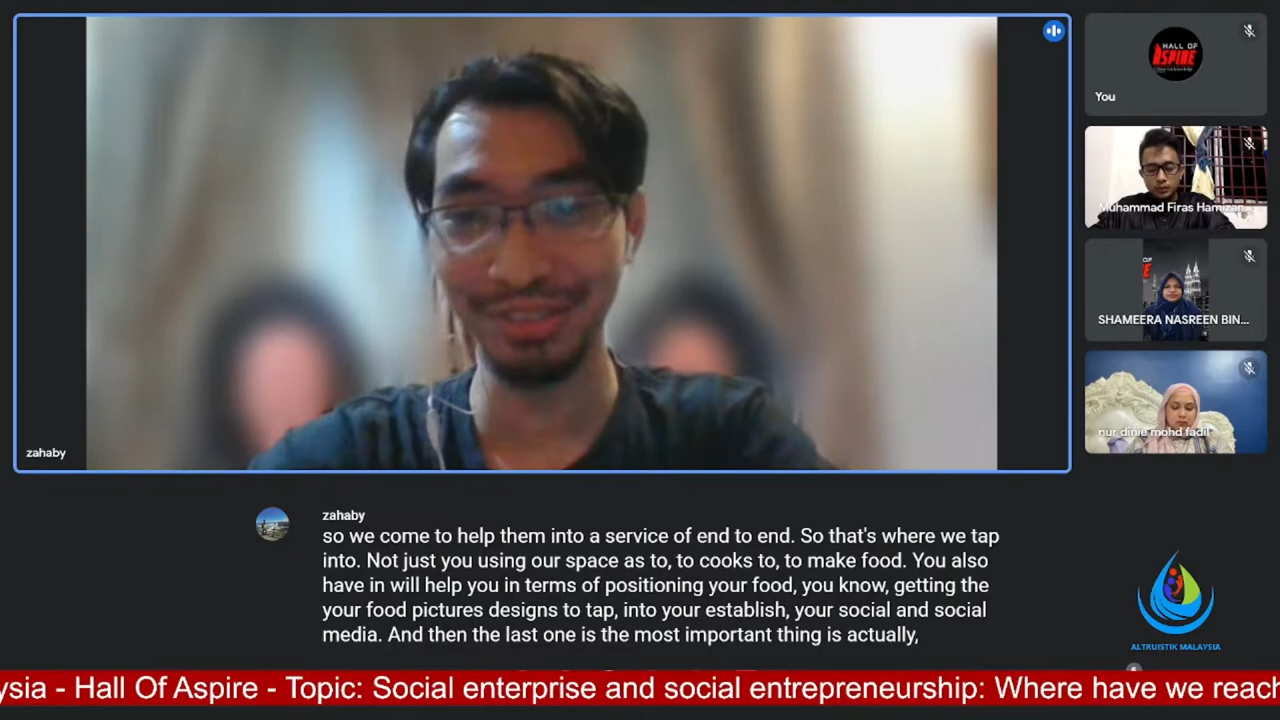 HALL OF
ASPIRE
You
Muhammad Firas Hamizan...
SHAMEERA NASREEN BIN...
nur dinie mohd fadil
zahaby
zahaby
so we come to help them into a service of end to end. So that's where we tap
into. Not just you using our space as to, to cooks to, to make food. You also
have in will help you in terms of positioning your food, you know, getting the
your food pictures designs to tap, into your establish, your social and social
media. And then the last one is the most important thing is actually,
ALTRUISTIK MALAYSIA
ysia - Hall Of Aspire - Topic: Social enterprise and social entrepreneurship: Where have we reach